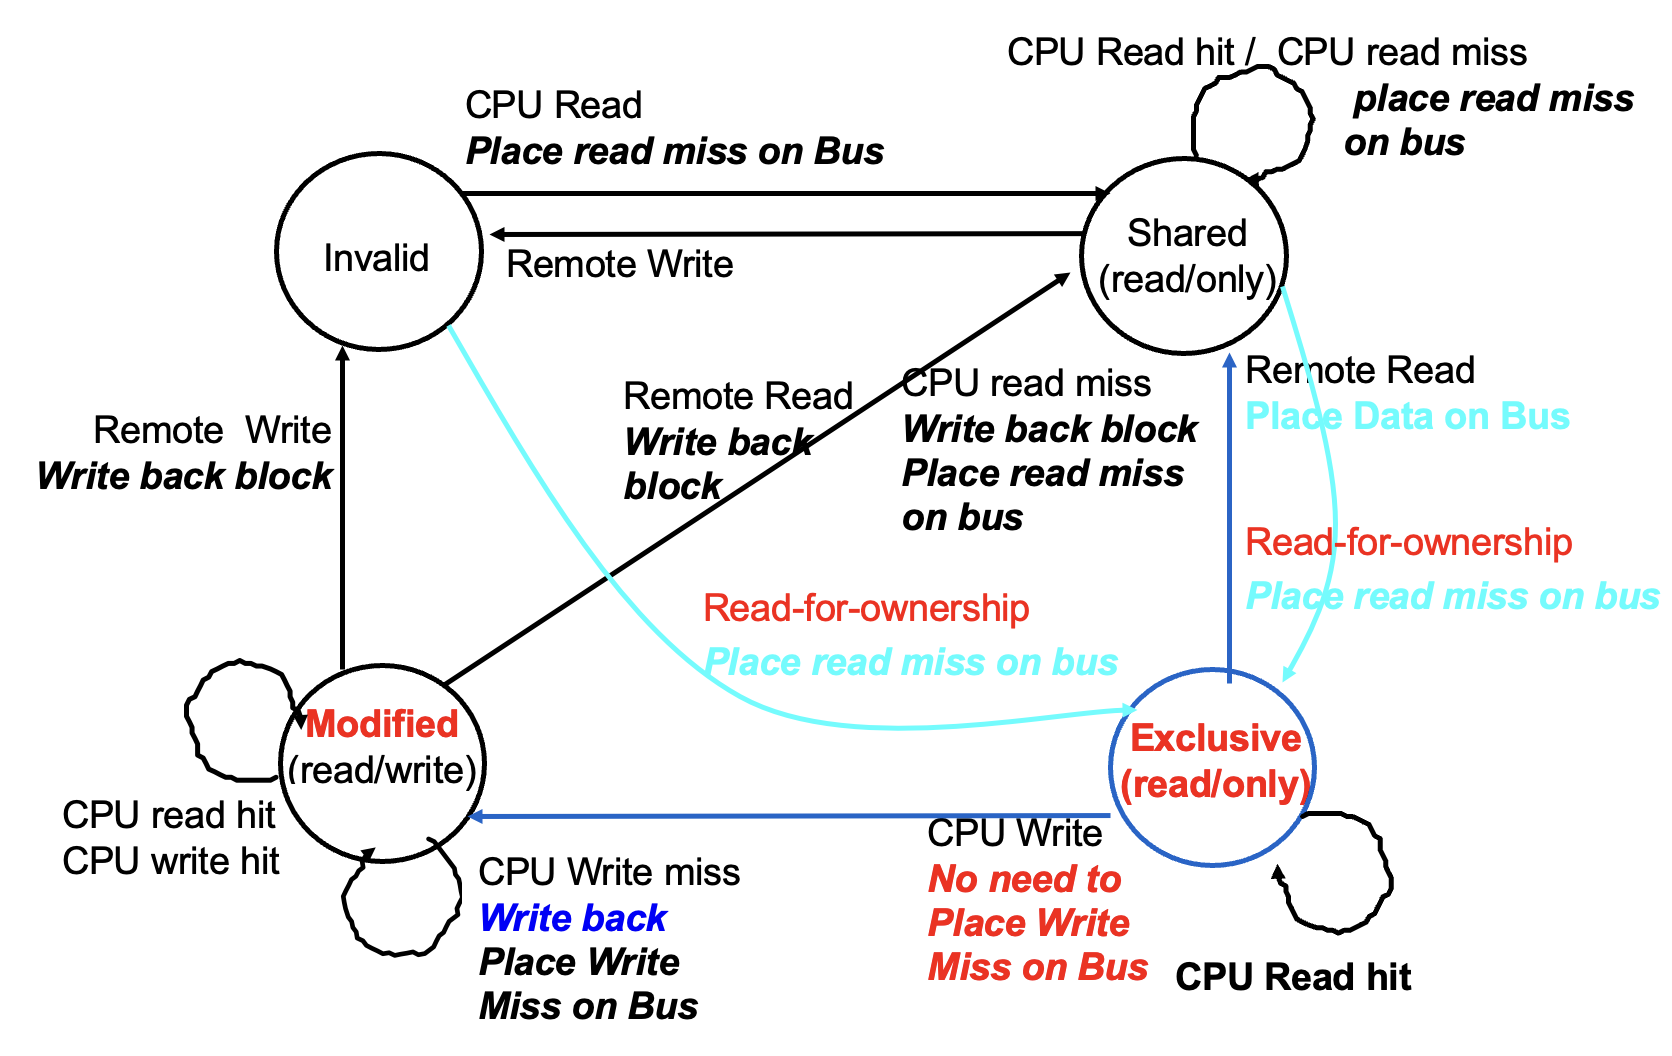 CPU Read hit / CPU read miss
place read miss
on bus
CPU Read
Place read miss on Bus
Invalid
Remote Write
Shared
(read/only)
Remote Write
Write back block
Remote Read
Write back
block
CPU read miss
Write back block
Place read miss
on bus
Remote Read
Place Data on Bus
Read-for-ownership
Place read miss on bus
Read-for-ownership
Place read miss on bus
Modified
(read/write)
Exclusive
(read/only)
CPU read hit
CPU write hit
CPU Write miss
Write back
Place Write
Miss on Bus
CPU Write
No need to
Place Write
Miss on Bus
CPU Read hit